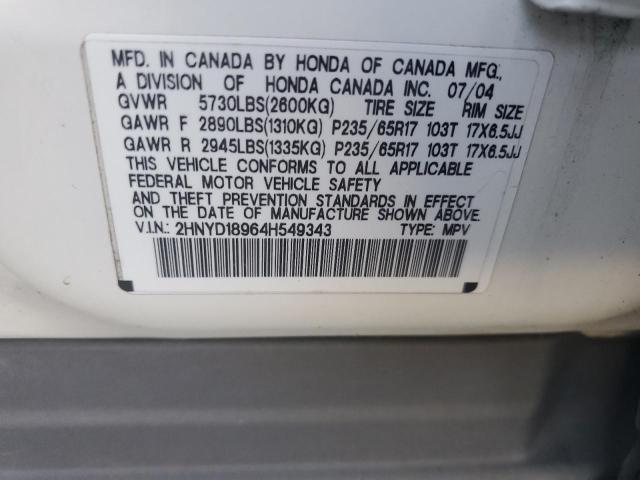 MFD. IN CANADA BY HONDA OF CANADA MFG.,
A DIVISION OF HONDA CANADA INC. 07/04
GVWR 5730LBS(2600KG) TIRE SIZE RIM SIZE
GAWR F 2890LBS(1310KG) P235/65R17 103T 17X6.5JJ
GAWR R 2945LBS(1335KG) P235/65R17 103T 17X6.5JJ
THIS VEHICLE CONFORMS TO ALL APPLICABLE
FEDERAL MOTOR VEHICLE SAFETY
AND THEFT PREVENTION STANDARDS IN EFFECT
ON THE DATE OF MANUFACTURE SHOWN ABOVE.
V.I.N.: 2HNYD18964H549343 TYPE: MPV